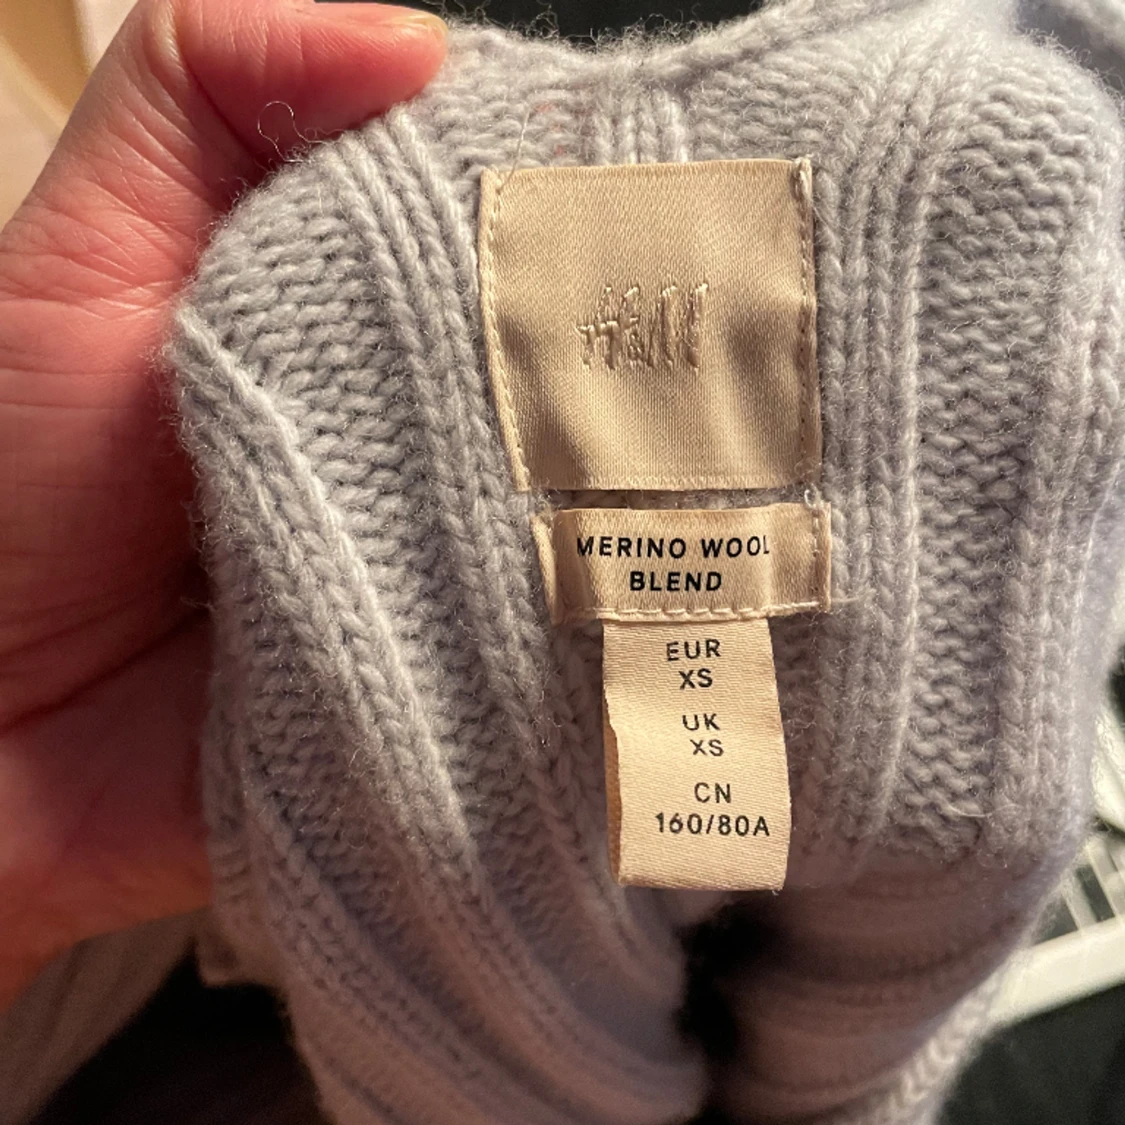 H&M
MERINO WOOL
BLEND
EUR
XS
UK
XS
CN
160/80A